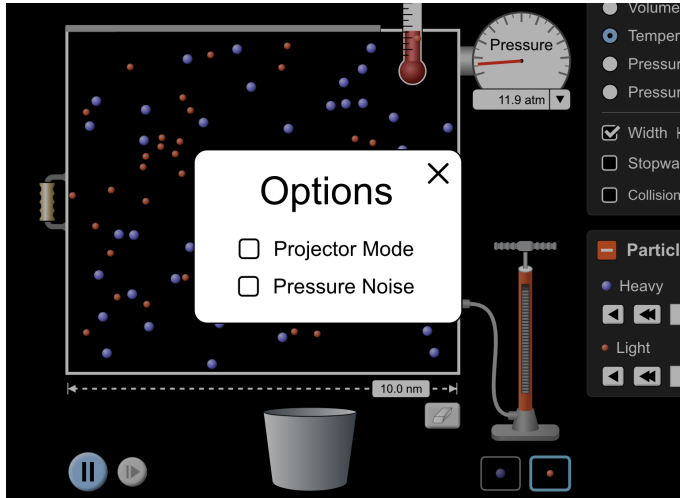 Volume
Temper
Pressur
Pressur
Width
Stopwa
Collision
Pressure
11.9 atm
Options
Projector Mode
Pressure Noise
Particl
Heavy
Light
10.0 nm